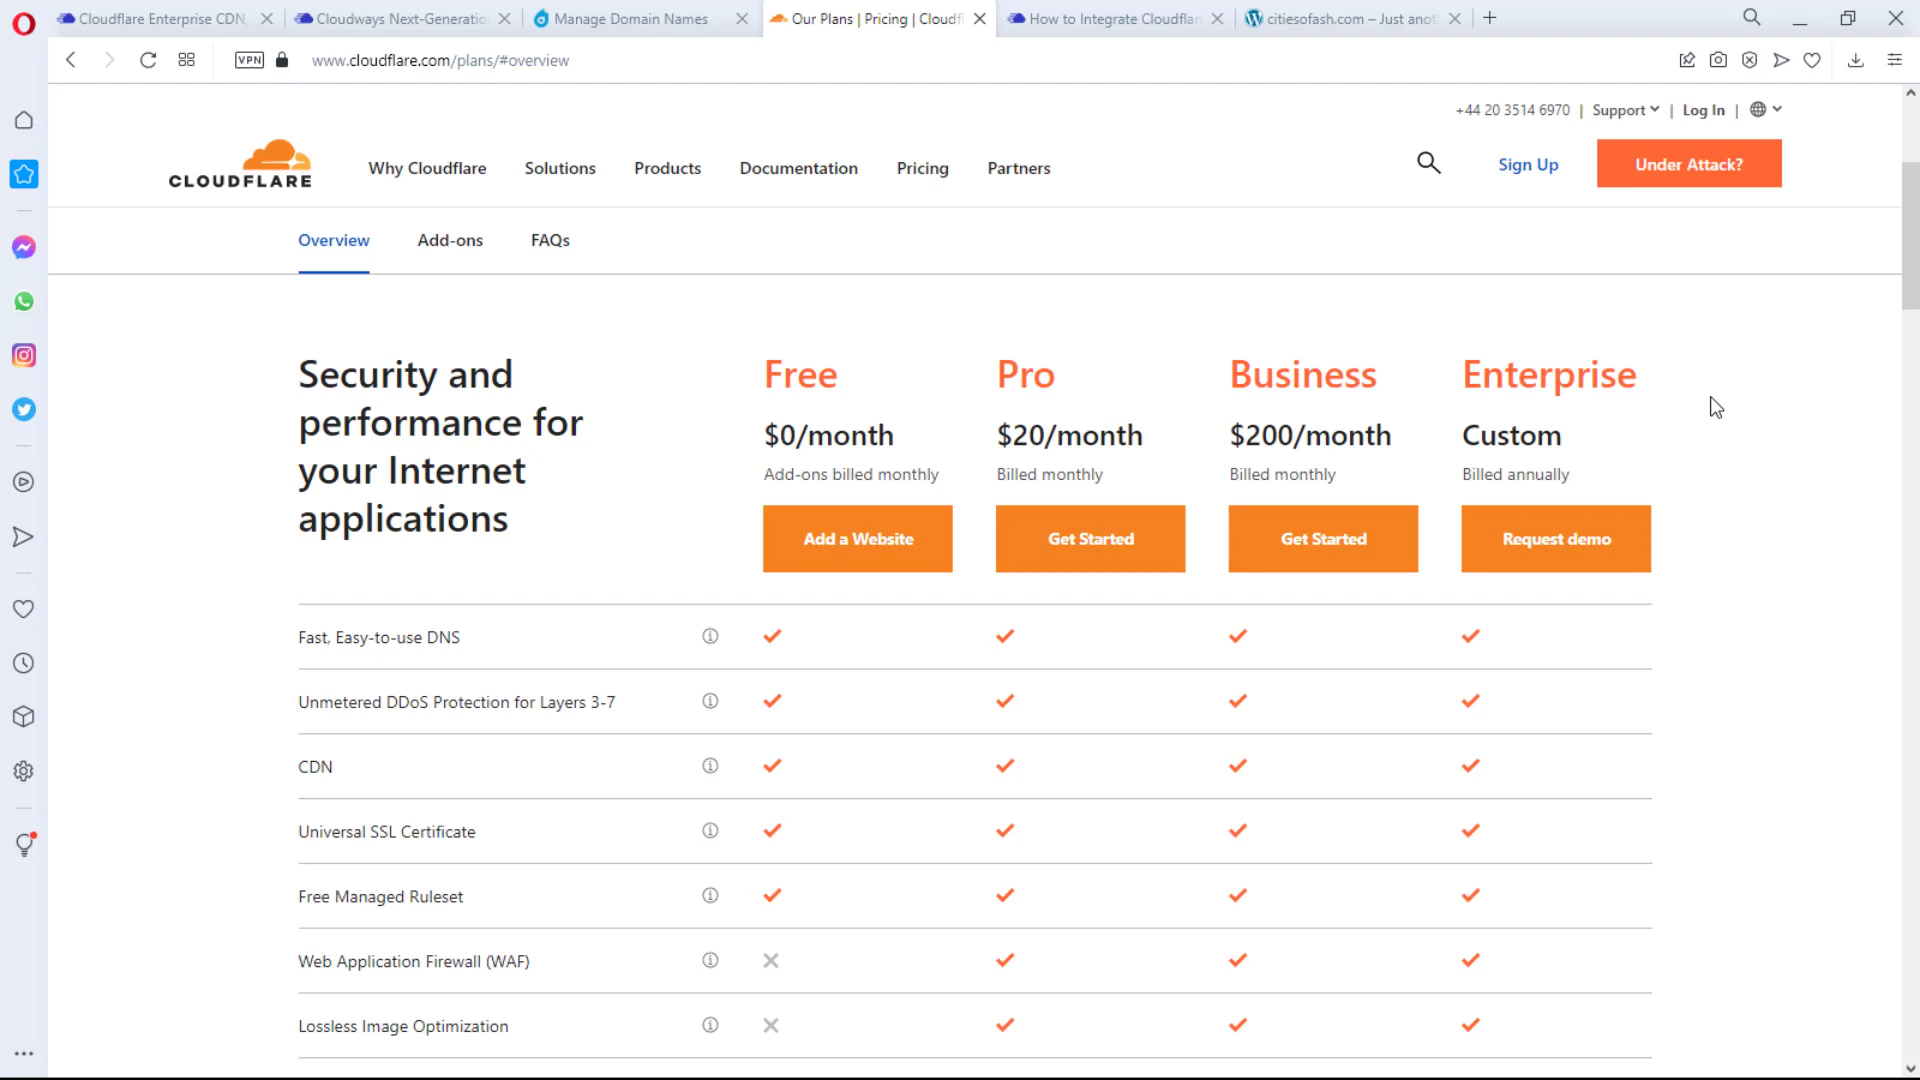 Cloudflare Enterprise CDN,
Cloudways Next-Generatio
Manage Domain Names
Our Plans | Pricing | Cloudf
How to Integrate Cloudflar
citiesofash.com – Just anot
VPN
www.cloudflare.com/plans/#overview
+44 20 3514 6970 | Support | Log In |
CLOUDFLARE
Why Cloudflare
Solutions
Products
Documentation
Pricing
Partners
Sign Up
Under Attack?
Overview
Add-ons
FAQs
Security and
performance for
your Internet
applications
Free
Pro
Business
Enterprise
$0/month
$20/month
$200/month
Custom
Add-ons billed monthly
Billed monthly
Billed monthly
Billed annually
Add a Website
Get Started
Get Started
Request demo
Fast, Easy-to-use DNS
Unmetered DDoS Protection for Layers 3-7
CDN
Universal SSL Certificate
Free Managed Ruleset
Web Application Firewall (WAF)
Lossless Image Optimization